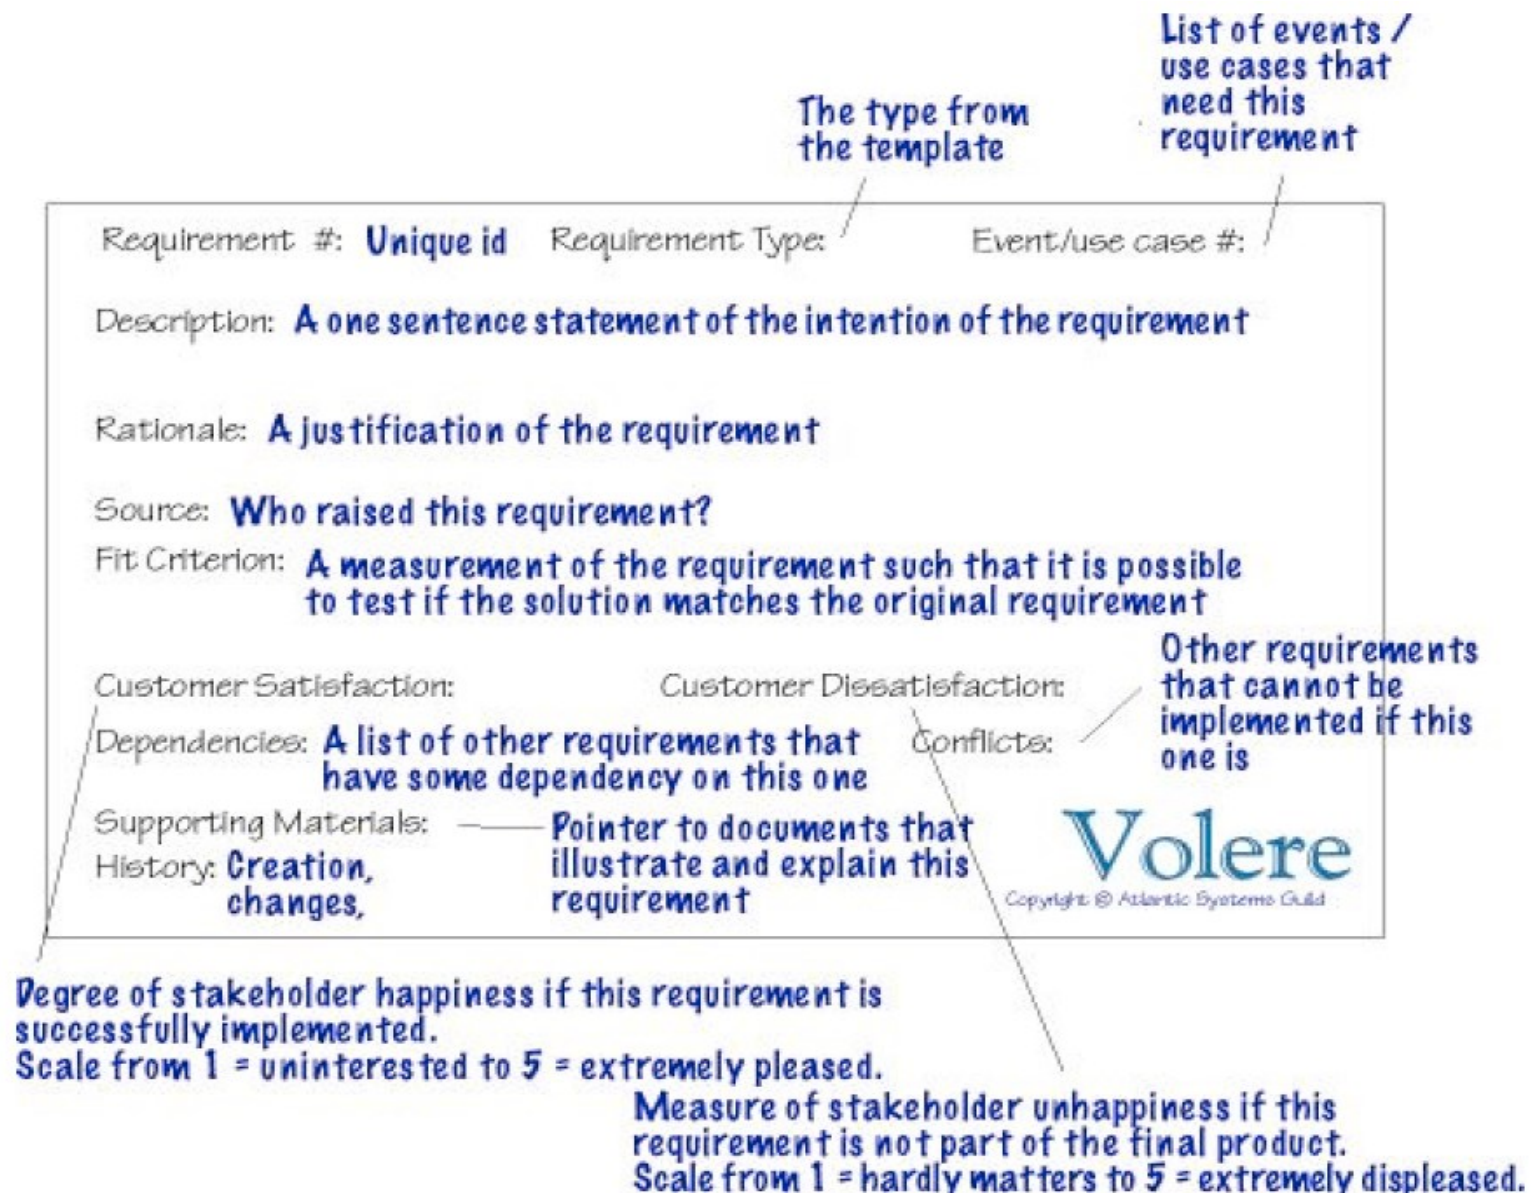 List of events /
use cases that
need this
requirement
The type from
the template
Requirement #: Unique id Requirement Type: Event/use case #:
Description: A one sentence statement of the intention of the requirement
Rationale: A justification of the requirement
Source: Who raised this requirement?
Fit Criterion: A measurement of the requirement such that it is possible
to test if the solution matches the original requirement
Other requirements
that cannot be
implemented if this
one is
Customer Satisfaction: Customer Dissatisfaction:
Dependencies: A list of other requirements that
have some dependency on this one
Conflicts:
Supporting Materials: Pointer to documents that
illustrate and explain this
requirement
History: Creation,
changes,
Volere
Copyright © Atlantic Systems Guild
Degree of stakeholder happiness if this requirement is
successfully implemented.
Scale from 1 = uninterested to 5 = extremely pleased.
Measure of stakeholder unhappiness if this
requirement is not part of the final product.
Scale from 1 = hardly matters to 5 = extremely displeased.